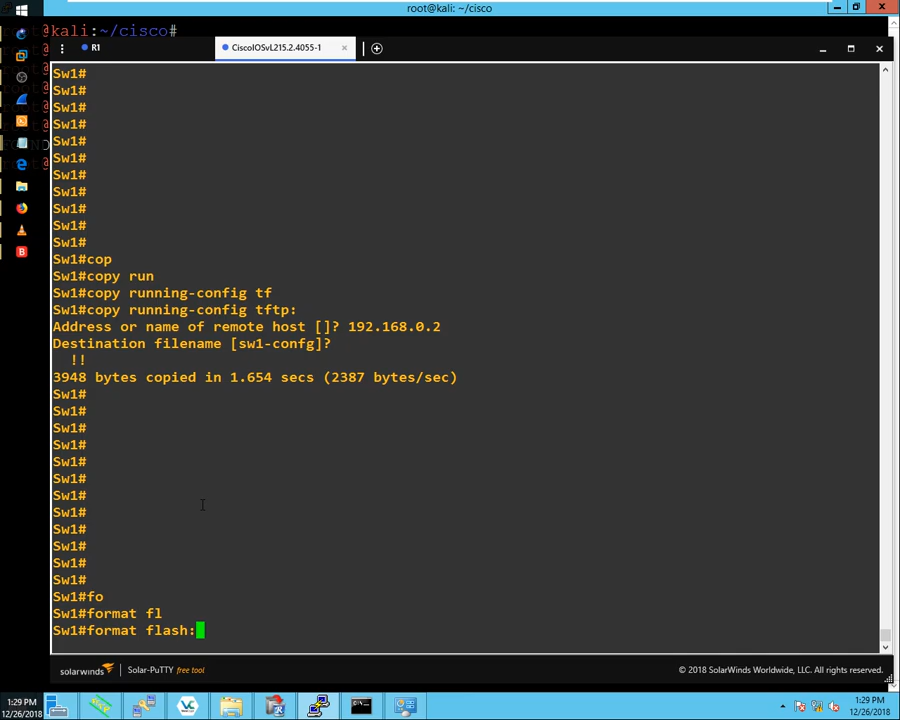 root@kali: ~/cisco
kali:~/cisco#
R1
CiscoIOSvL215.2.4055-1
Sw1#
Sw1#
Sw1#
Sw1#
Sw1#
Sw1#
Sw1#
Sw1#
Sw1#
Sw1#
Sw1#
Sw1#cop
Sw1#copy run
Sw1#copy running-config tf
Sw1#copy running-config tftp:
Address or name of remote host []? 192.168.0.2
Destination filename [sw1-confg]?
!!
3948 bytes copied in 1.654 secs (2387 bytes/sec)
Sw1#
Sw1#
Sw1#
Sw1#
Sw1#
Sw1#
Sw1#
Sw1#
Sw1#
Sw1#
Sw1#
Sw1#
Sw1#fo
Sw1#format fl
Sw1#format flash:
solarwinds
Solar-PuTTY free tool
© 2018 SolarWinds Worldwide, LLC. All rights reserved.
1:29 PM
12/26/2018
1:29 PM
12/26/2018